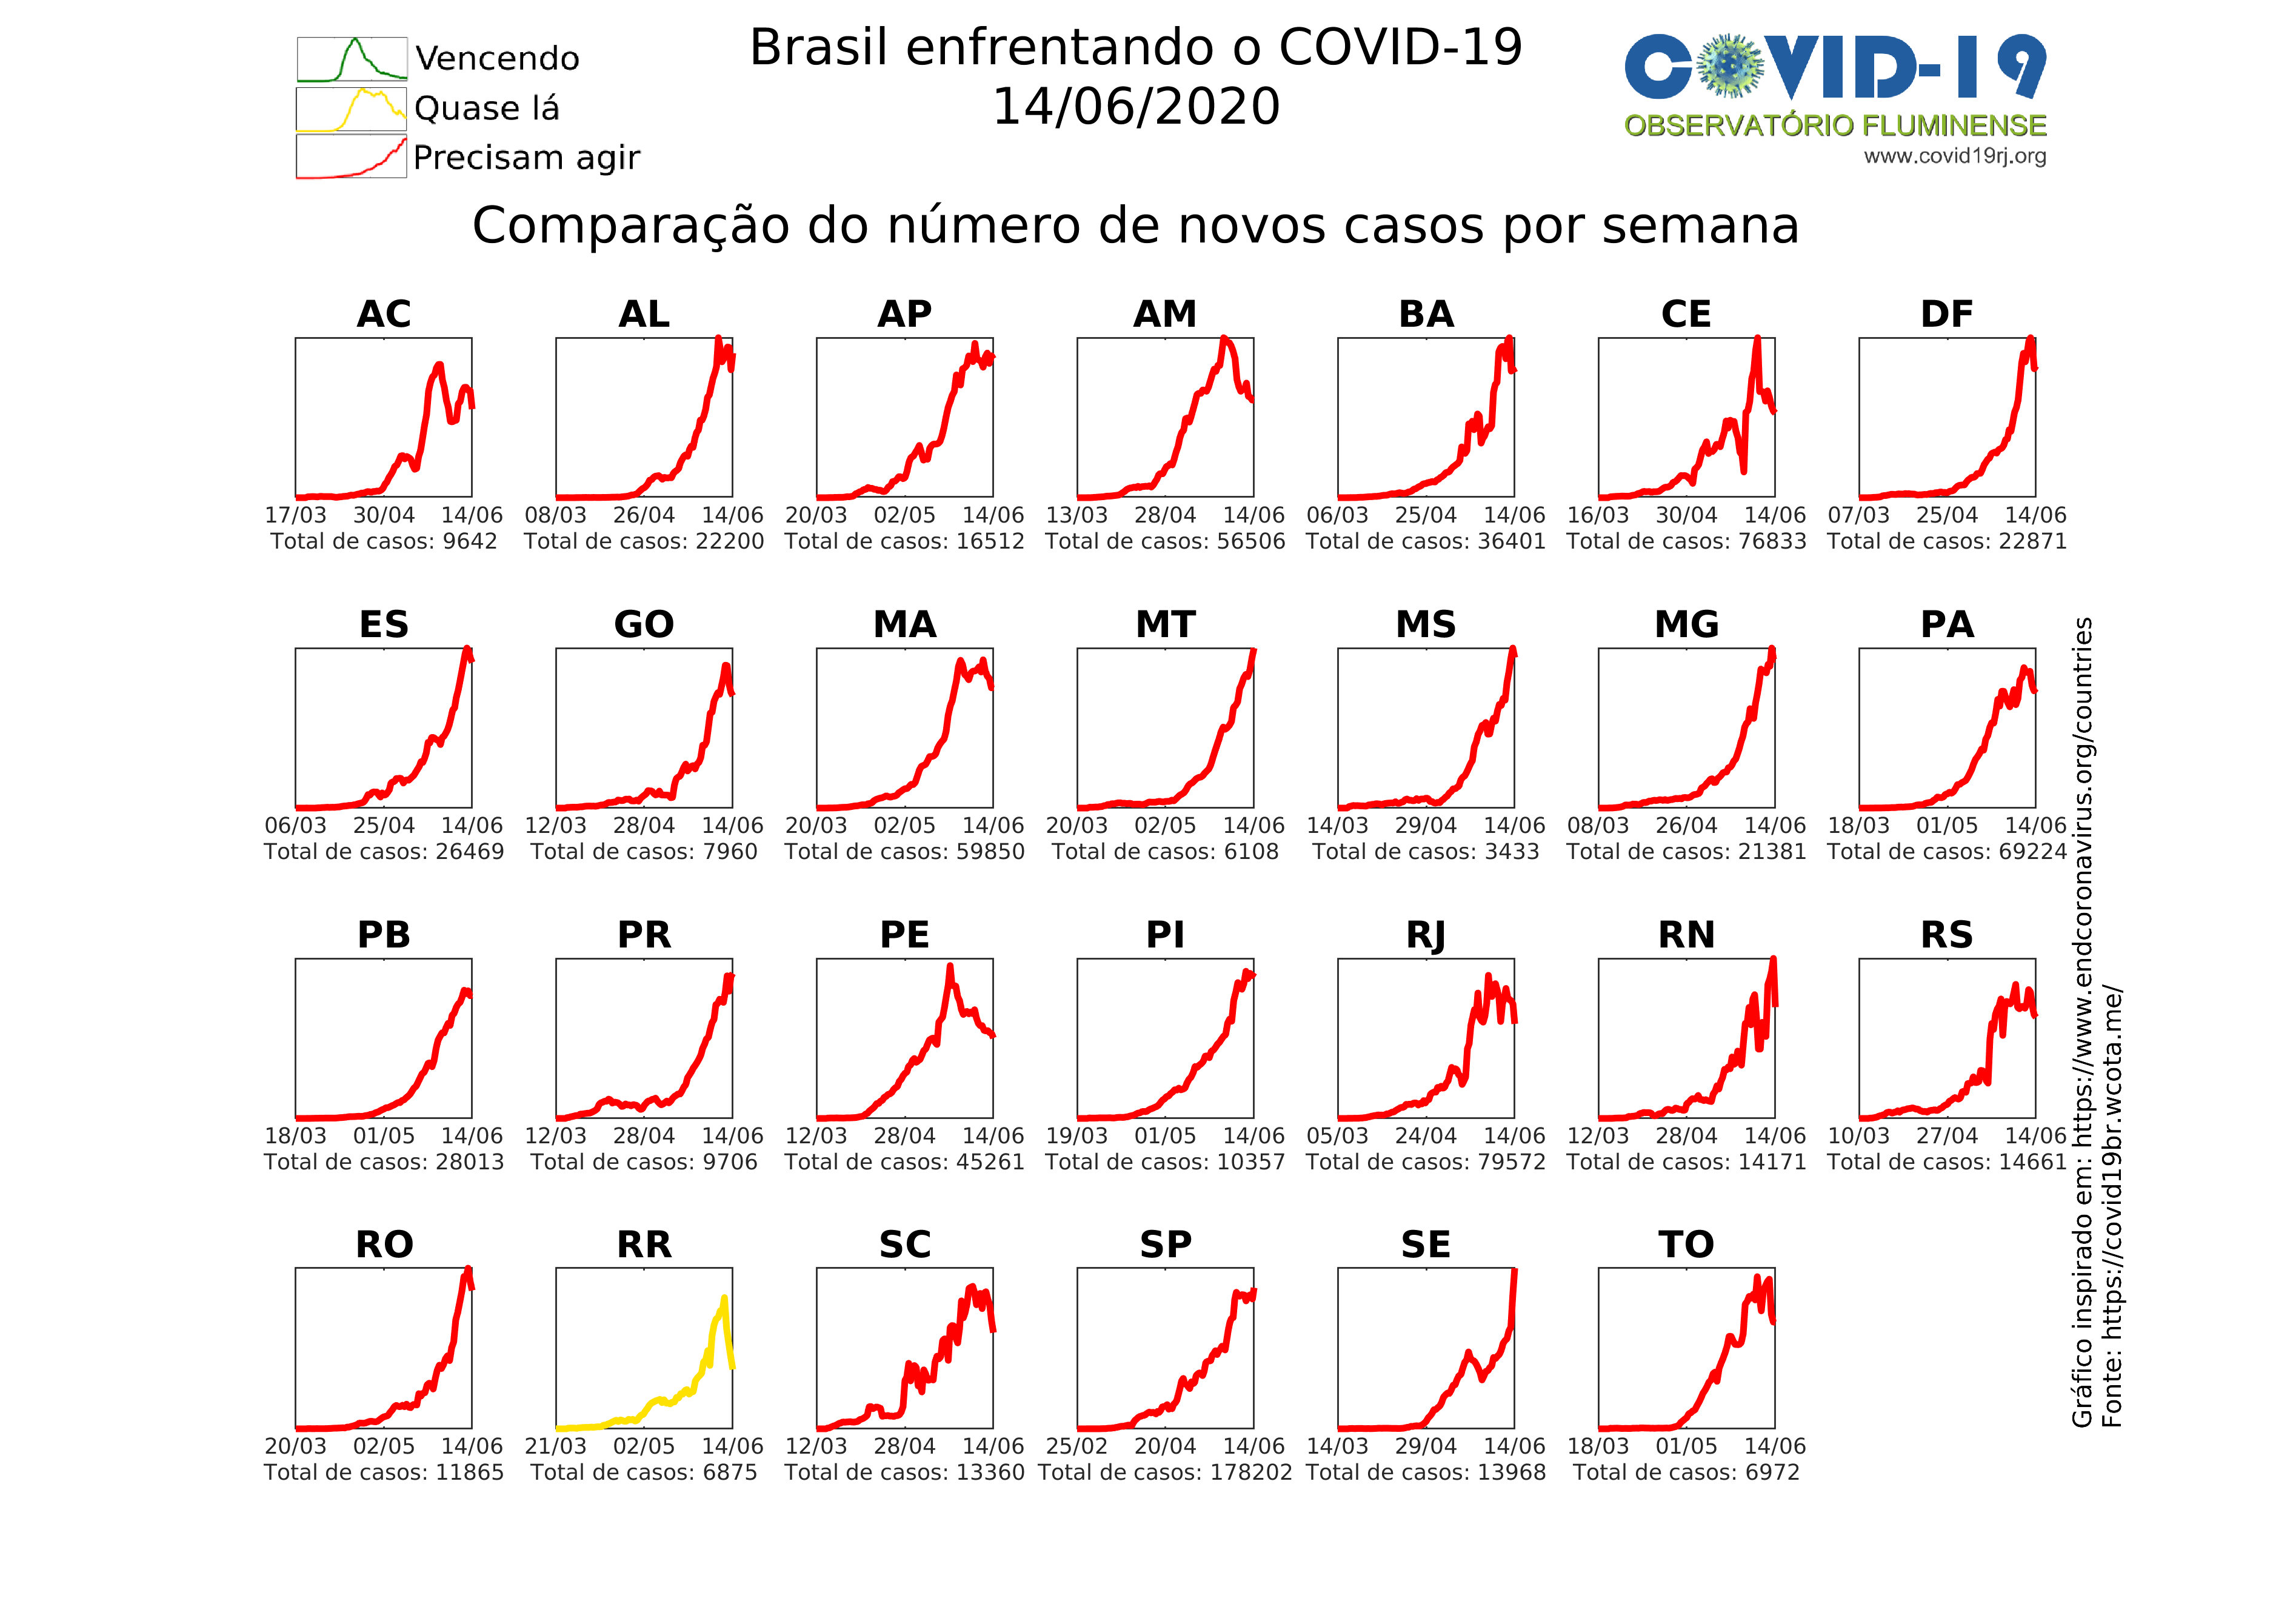 Vencendo
Quase lá
Precisam agir
Brasil enfrentando o COVID-19
14/06/2020
COVID-19
OBSERVATÓRIO FLUMINENSE
www.covid19rj.org
Comparação do número de novos casos por semana
AC
17/03 30/04 14/06
Total de casos: 9642
AL
08/03 26/04 14/06
Total de casos: 22200
AP
20/03 02/05 14/06
Total de casos: 16512
AM
13/03 28/04 14/06
Total de casos: 56506
BA
06/03 25/04 14/06
Total de casos: 36401
CE
16/03 30/04 14/06
Total de casos: 76833
DF
07/03 25/04 14/06
Total de casos: 22871
ES
06/03 25/04 14/06
Total de casos: 26469
GO
12/03 28/04 14/06
Total de casos: 7960
MA
20/03 02/05 14/06
Total de casos: 59850
MT
20/03 02/05 14/06
Total de casos: 6108
MS
14/03 29/04 14/06
Total de casos: 3433
MG
08/03 26/04 14/06
Total de casos: 21381
PA
18/03 01/05 14/06
Total de casos: 69224
PB
18/03 01/05 14/06
Total de casos: 28013
PR
12/03 28/04 14/06
Total de casos: 9706
PE
12/03 28/04 14/06
Total de casos: 45261
PI
19/03 01/05 14/06
Total de casos: 10357
RJ
05/03 24/04 14/06
Total de casos: 79572
RN
12/03 28/04 14/06
Total de casos: 14171
RS
10/03 27/04 14/06
Total de casos: 14661
RO
20/03 02/05 14/06
Total de casos: 11865
RR
21/03 02/05 14/06
Total de casos: 6875
SC
12/03 28/04 14/06
Total de casos: 13360
SP
25/02 20/04 14/06
Total de casos: 178202
SE
14/03 29/04 14/06
Total de casos: 13968
TO
18/03 01/05 14/06
Total de casos: 6972
Gráfico inspirado em: https://www.endcoronavirus.org/countries
Fonte: https://covid19br.wcota.me/